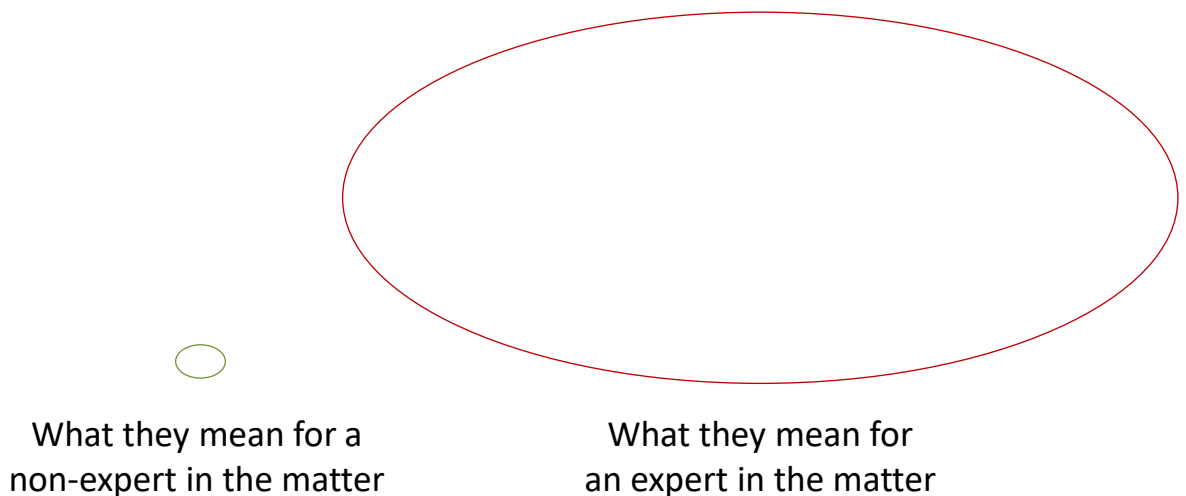 What they mean for a
non-expert in the matter
What they mean for
an expert in the matter